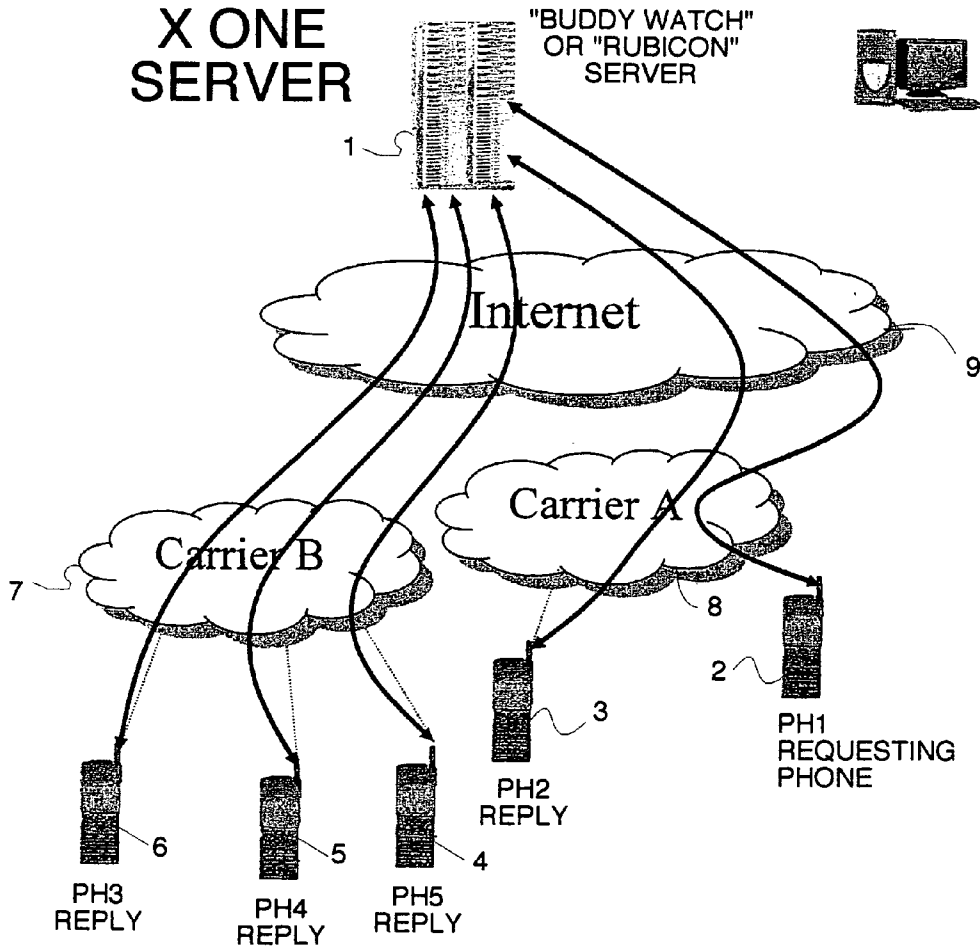 X ONE
SERVER
"BUDDY WATCH"
OR "RUBICON"
SERVER
1
Internet
9
Carrier A
Carrier B
7
8
2
3
PH1
REQUESTING
PHONE
PH2
REPLY
6
5
4
PH3
REPLY
PH4
REPLY
PH5
REPLY